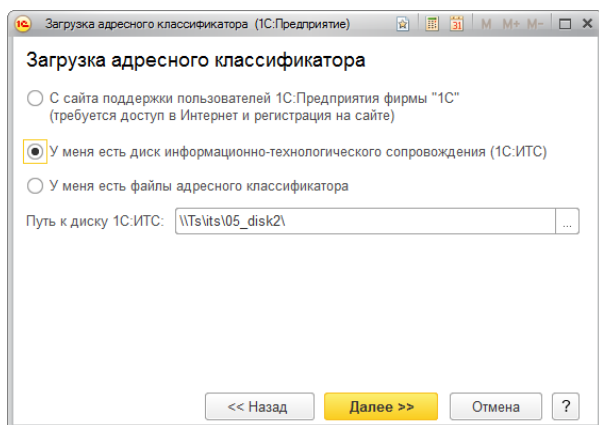 1С Загрузка адресного классификатора (1С:Предприятие) 31 M M+ M-
Загрузка адресного классификатора
С сайта поддержки пользователей 1С:Предприятия фирмы "1С"
(требуется доступ в Интернет и регистрация на сайте)
У меня есть диск информационно-технологического сопровождения (1С:ИТС)
У меня есть файлы адресного классификатора
Путь к диску 1С:ИТС: \\Ts\its\05_disk2\ ...
<< Назад Далее >> Отмена ?